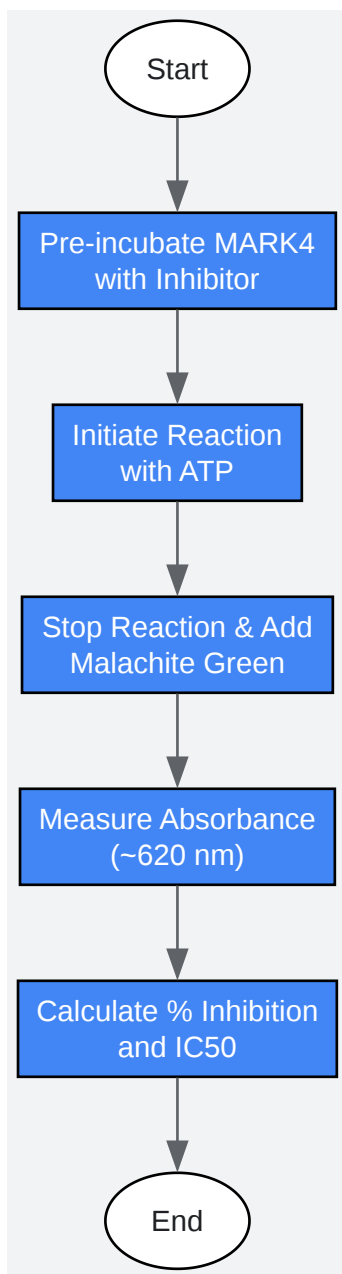 Start
Pre-incubate MARK4
with Inhibitor
Initiate Reaction
with ATP
Stop Reaction & Add
Malachite Green
Measure Absorbance
(~620 nm)
Calculate % Inhibition
and IC50
End